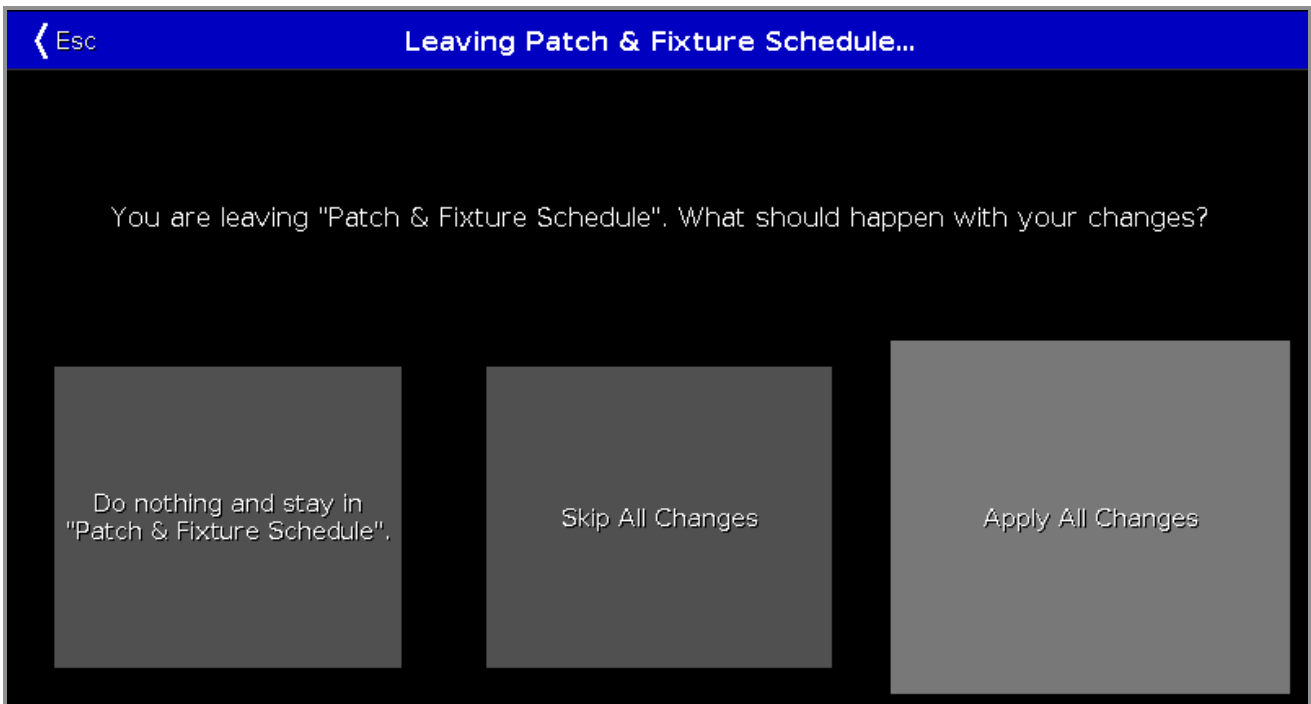 Esc
Leaving Patch & Fixture Schedule...
You are leaving "Patch & Fixture Schedule". What should happen with your changes?
Do nothing and stay in
"Patch & Fixture Schedule".
Skip All Changes
Apply All Changes